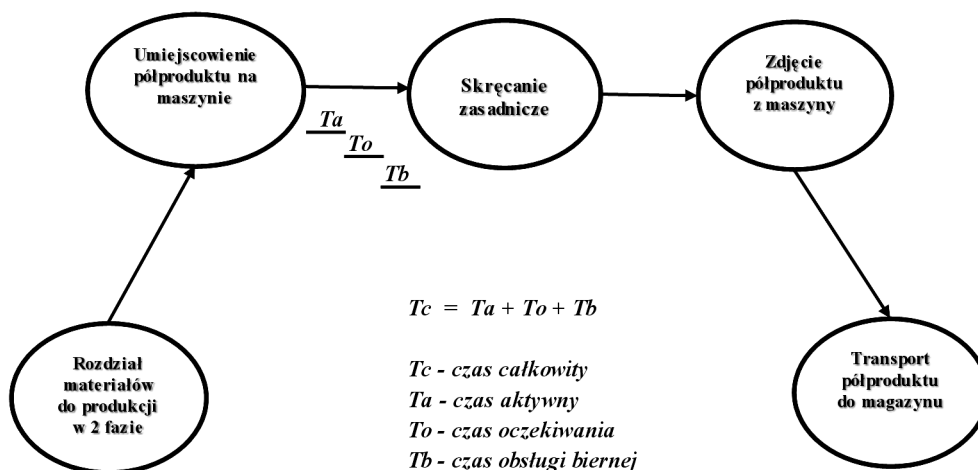 Umiejscowienie
półproduktu na
maszynie
Skręcanie
zasadnicze
Zdjęcie
półproduktu
z maszyny
Ta
To
Tb
Tc = Ta + To + Tb
Tc - czas całkowity
Ta - czas aktywny
To - czas oczekiwania
Tb - czas obsługi biernej
Rozdział
materiałów
do produkcji
w 2 fazie
Transport
półproduktu
do magazynu